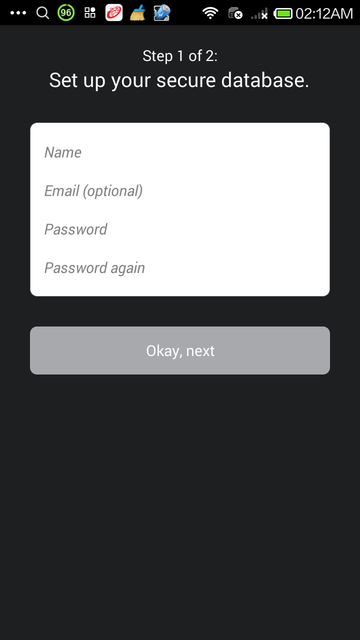 96
02:12AM
Step 1 of 2:
Set up your secure database.
Name
Email (optional)
Password
Password again
Okay, next